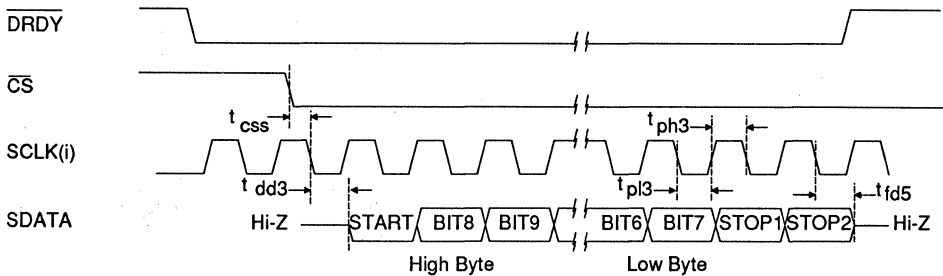 DRDY
CS
t css
t ph3
SCLK(i)
t dd3
t pl3
t fd5
SDATA
Hi-Z START BIT8 BIT9 BIT6 BIT7 STOP1 STOP2 Hi-Z
High Byte Low Byte